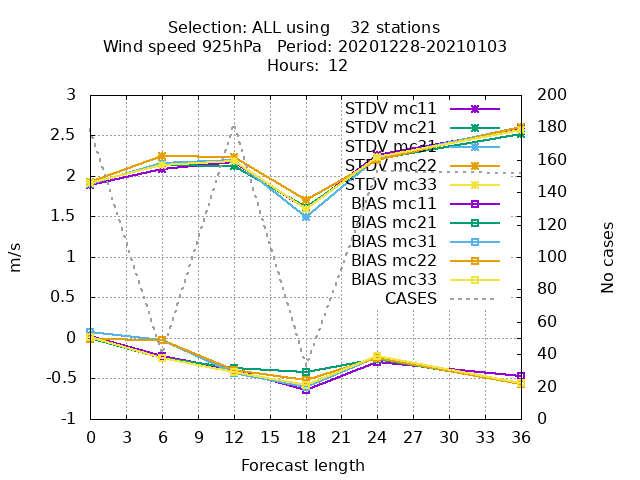 Selection: ALL using    32 stations
Wind speed 925hPa   Period: 20201228-20210103
Hours: 12
3
2.5
2
1.5
1
0.5
0
-0.5
-1
m/s
STDV mc11
STDV mc21
STDV mc31
STDV mc22
STDV mc33
BIAS mc11
BIAS mc21
BIAS mc31
BIAS mc22
BIAS mc33
CASES
200
180
160
140
120
100
80
60
40
20
0
No cases
0 3 6 9 12 15 18 21 24 27 30 33 36
Forecast length